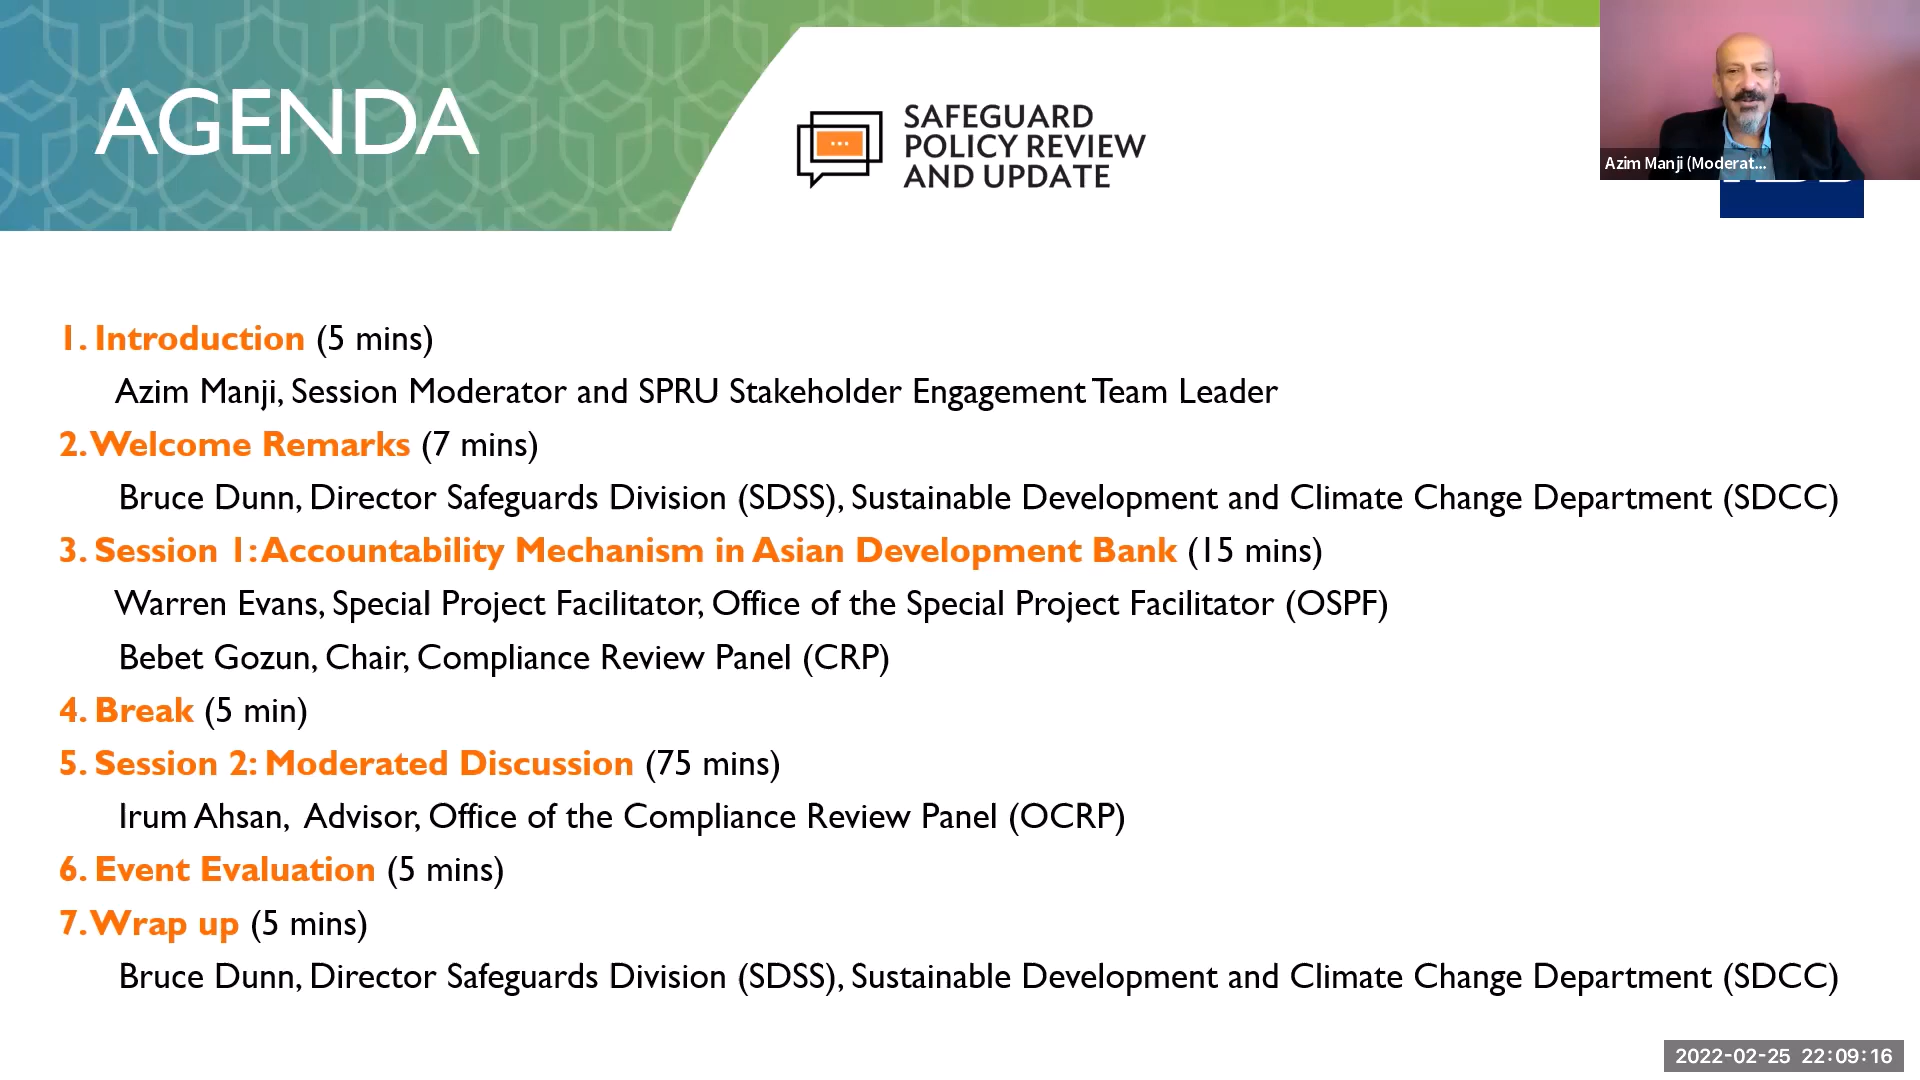 AGENDA
SAFEGUARD
POLICY REVIEW
AND UPDATE
Azim Manji (Moderat...
1. Introduction (5 mins)
Azim Manji, Session Moderator and SPRU Stakeholder Engagement Team Leader
2. Welcome Remarks (7 mins)
Bruce Dunn, Director Safeguards Division (SDSS), Sustainable Development and Climate Change Department (SDCC)
3. Session 1: Accountability Mechanism in Asian Development Bank (15 mins)
Warren Evans, Special Project Facilitator, Office of the Special Project Facilitator (OSPF)
Bebet Gozun, Chair, Compliance Review Panel (CRP)
4. Break (5 min)
5. Session 2: Moderated Discussion (75 mins)
Irum Ahsan, Advisor, Office of the Compliance Review Panel (OCRP)
6. Event Evaluation (5 mins)
7. Wrap up (5 mins)
Bruce Dunn, Director Safeguards Division (SDSS), Sustainable Development and Climate Change Department (SDCC)
2022-02-25 22:09:16